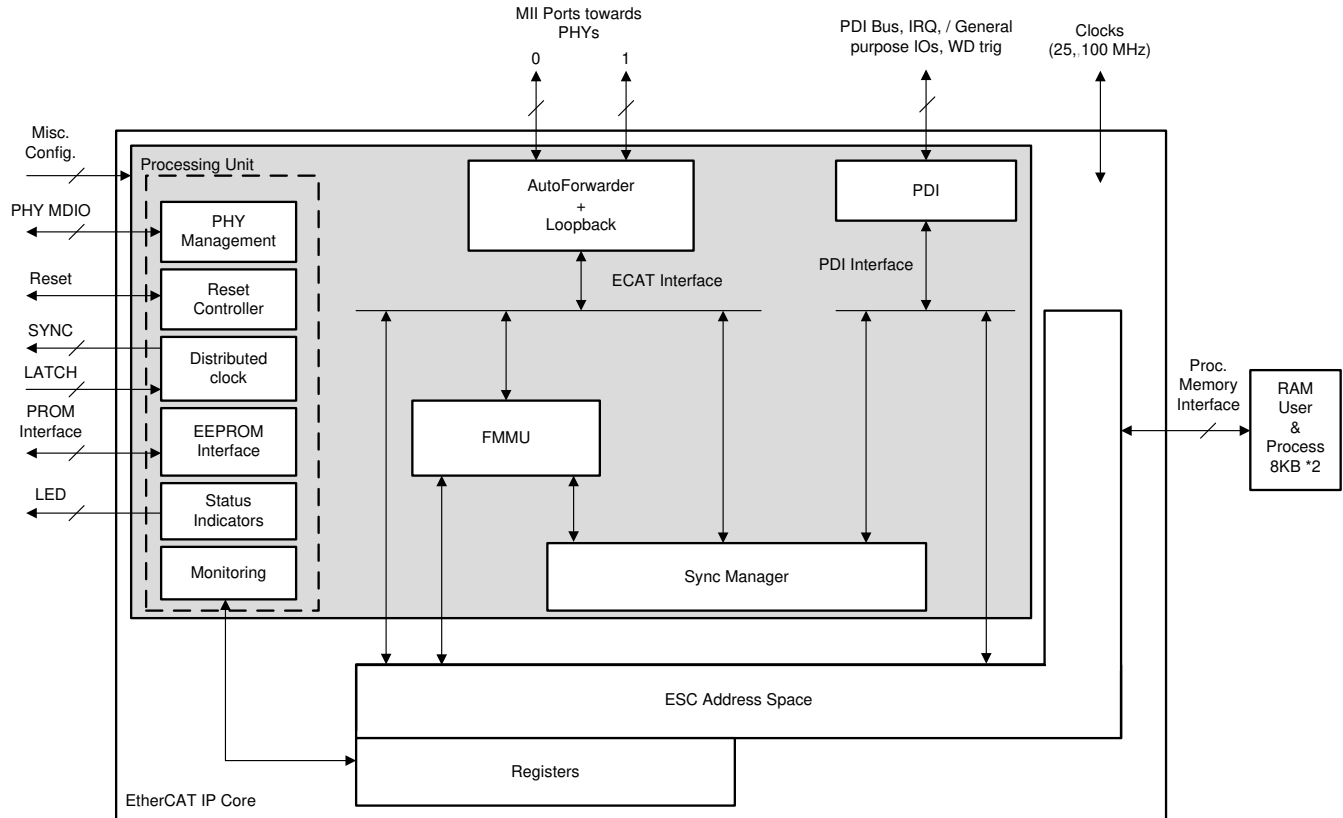 MII Ports towards
PHYs
0
1
PDI Bus, IRQ, / General
purpose IOs, WD trig
Clocks
(25,,100 MHz)
Misc.
Config.
Processing Unit
AutoForwarder
+
Loopback
PDI
PHY MDIO
PHY
Management
ECAT Interface
PDI Interface
Reset
Reset
Controller
SYNC
LATCH
Distributed
clock
PROM
Interface
EEPROM
Interface
FMMU
Proc.
Memory
Interface
RAM
User
&
Process
8KB *2
LED
Status
Indicators
Monitoring
Sync Manager
ESC Address Space
Registers
EtherCAT IP Core